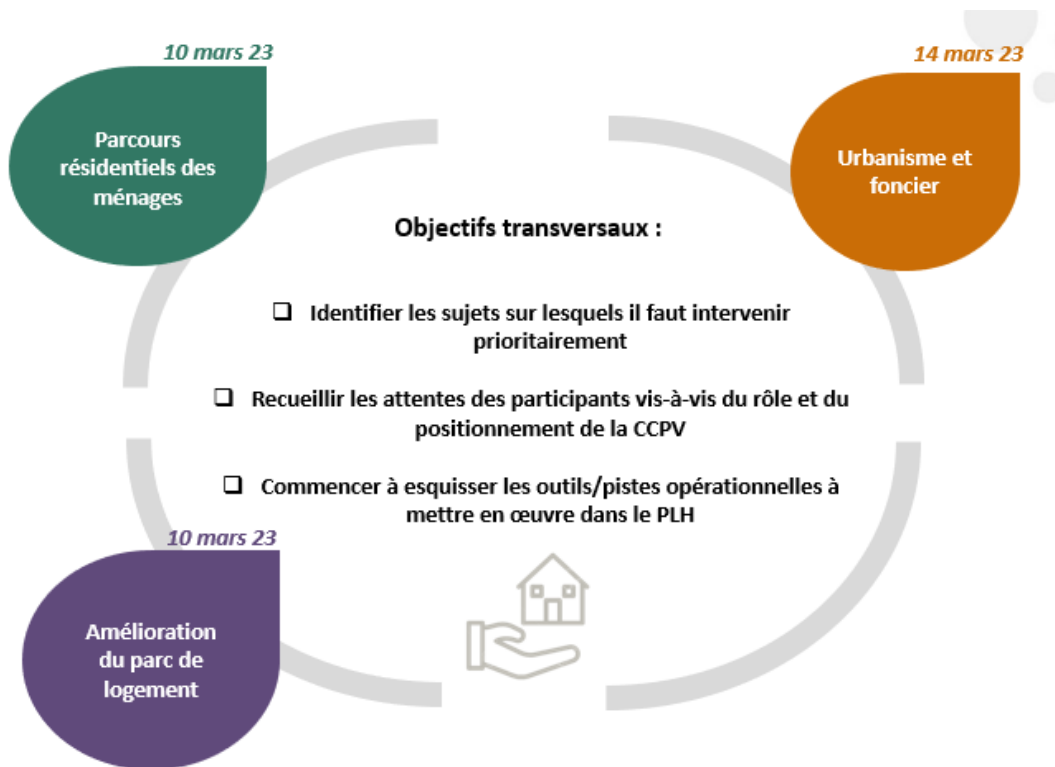 10 mars 23
Parcours
résidentiels des
ménages
14 mars 23
Urbanisme et
foncier
Objectifs transversaux :
❑ Identifier les sujets sur lesquels il faut intervenir
prioritairement
❑ Recueillir les attentes des participants vis-à-vis du rôle et du
positionnement de la CCPV
❑ Commencer à esquisser les outils/pistes opérationnelles à
mettre en œuvre dans le PLH
10 mars 23
Amélioration
du parc de
logement